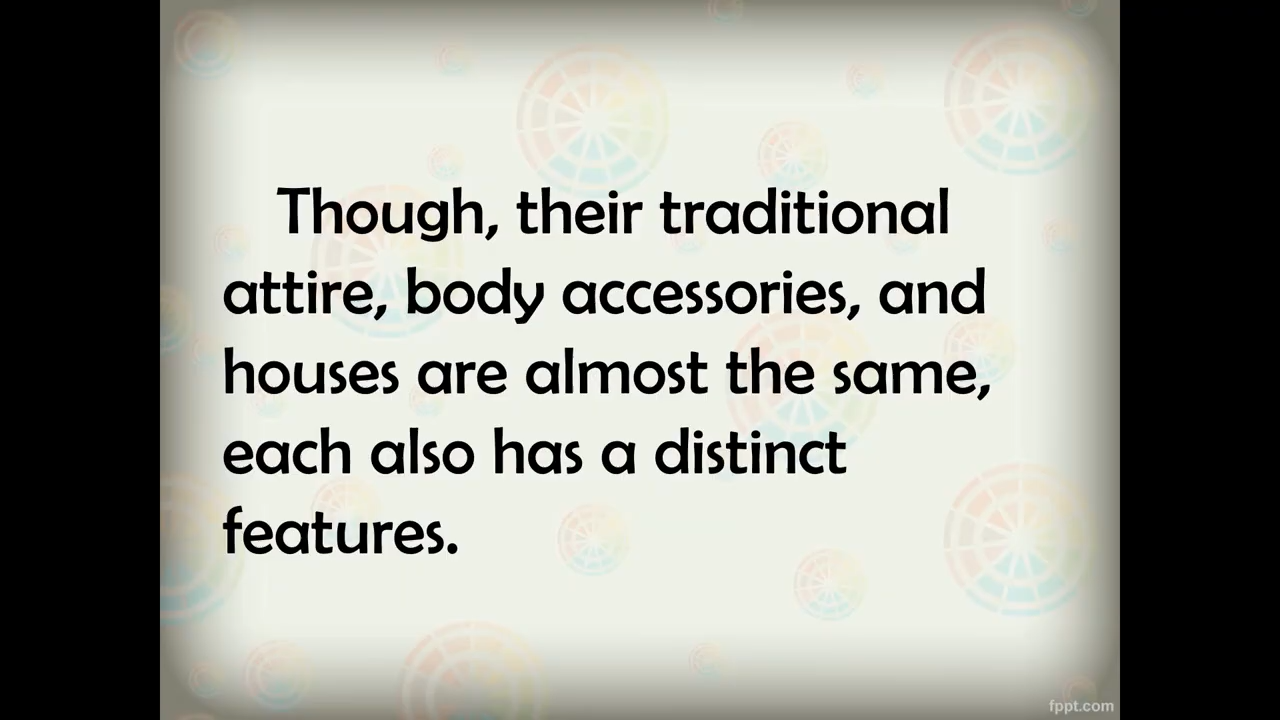 Though, their traditional
attire, body accessories, and
houses are almost the same,
each also has a distinct
features.
fppt.com